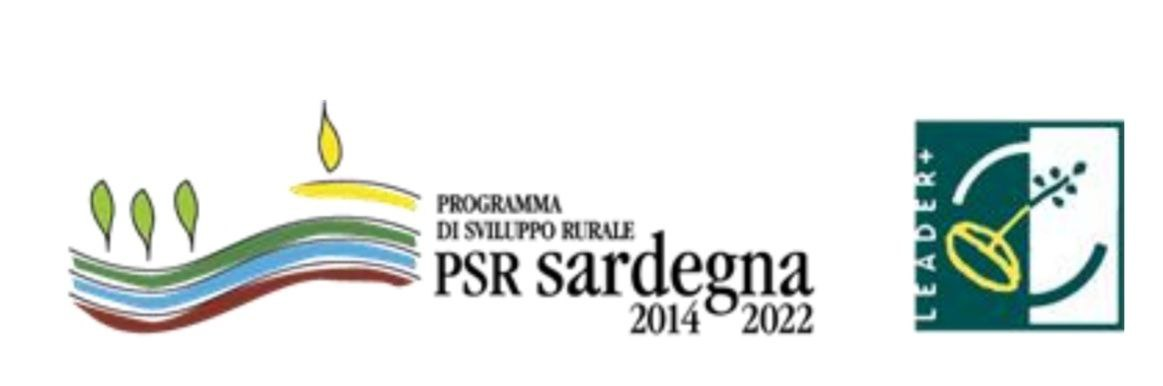 PROGRAMMA
DI SVILUPPO RURALE
PSR sardegna
2014 2022
LEADER+